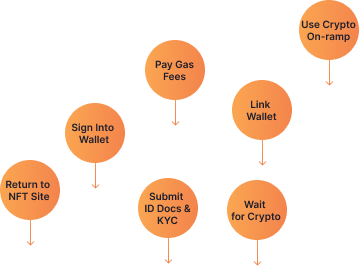 Use Crypto
On-ramp
Pay Gas
Fees
Link
Wallet
Sign Into
Wallet
Return to
NFT Site
Submit
ID Docs &
KYC
Wait
for Crypto